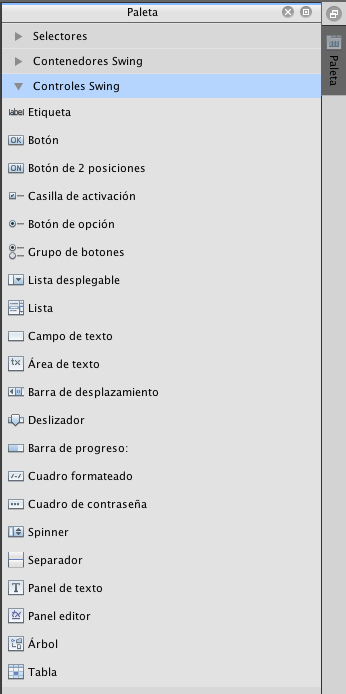 Paleta
Selectores
Contenedores Swing
Controles Swing
label Etiqueta
OK Botón
ON Botón de 2 posiciones
Casilla de activación
Botón de opción
Grupo de botones
Lista desplegable
Lista
Campo de texto
tx Área de texto
Barra de desplazamiento
Deslizador
Barra de progreso:
Cuadro formateado
Cuadro de contraseña
Spinner
Separador
T Panel de texto
Panel editor
Árbol
Tabla
Paleta